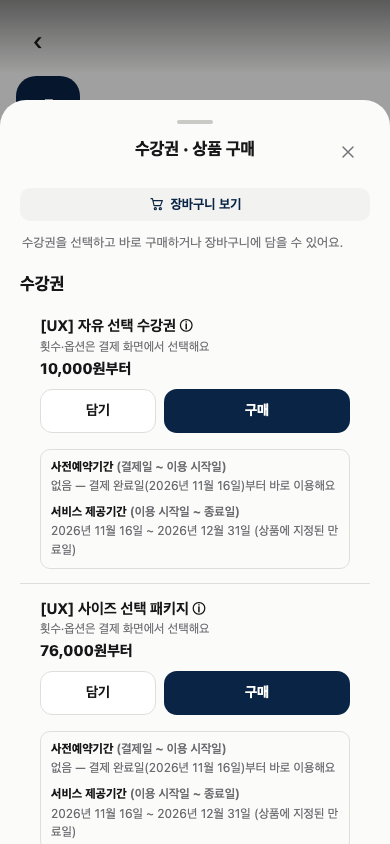 수강권 · 상품 구매
장바구니 보기
수강권을 선택하고 바로 구매하거나 장바구니에 담을 수 있어요.
수강권
[UX] 자유 선택 수강권 ⓘ
횟수·옵션은 결제 화면에서 선택해요
10,000원부터
담기
구매
사전예약기간 (결제일 ~ 이용 시작일)
없음 — 결제 완료일(2026년 11월 16일)부터 바로 이용해요
서비스 제공기간 (이용 시작일 ~ 종료일)
2026년 11월 16일 ~ 2026년 12월 31일 (상품에 지정된 만
료일)
[UX] 사이즈 선택 패키지 ⓘ
횟수·옵션은 결제 화면에서 선택해요
76,000원부터
담기
구매
사전예약기간 (결제일 ~ 이용 시작일)
없음 — 결제 완료일(2026년 11월 16일)부터 바로 이용해요
서비스 제공기간 (이용 시작일 ~ 종료일)
2026년 11월 16일 ~ 2026년 12월 31일 (상품에 지정된 만
료일)